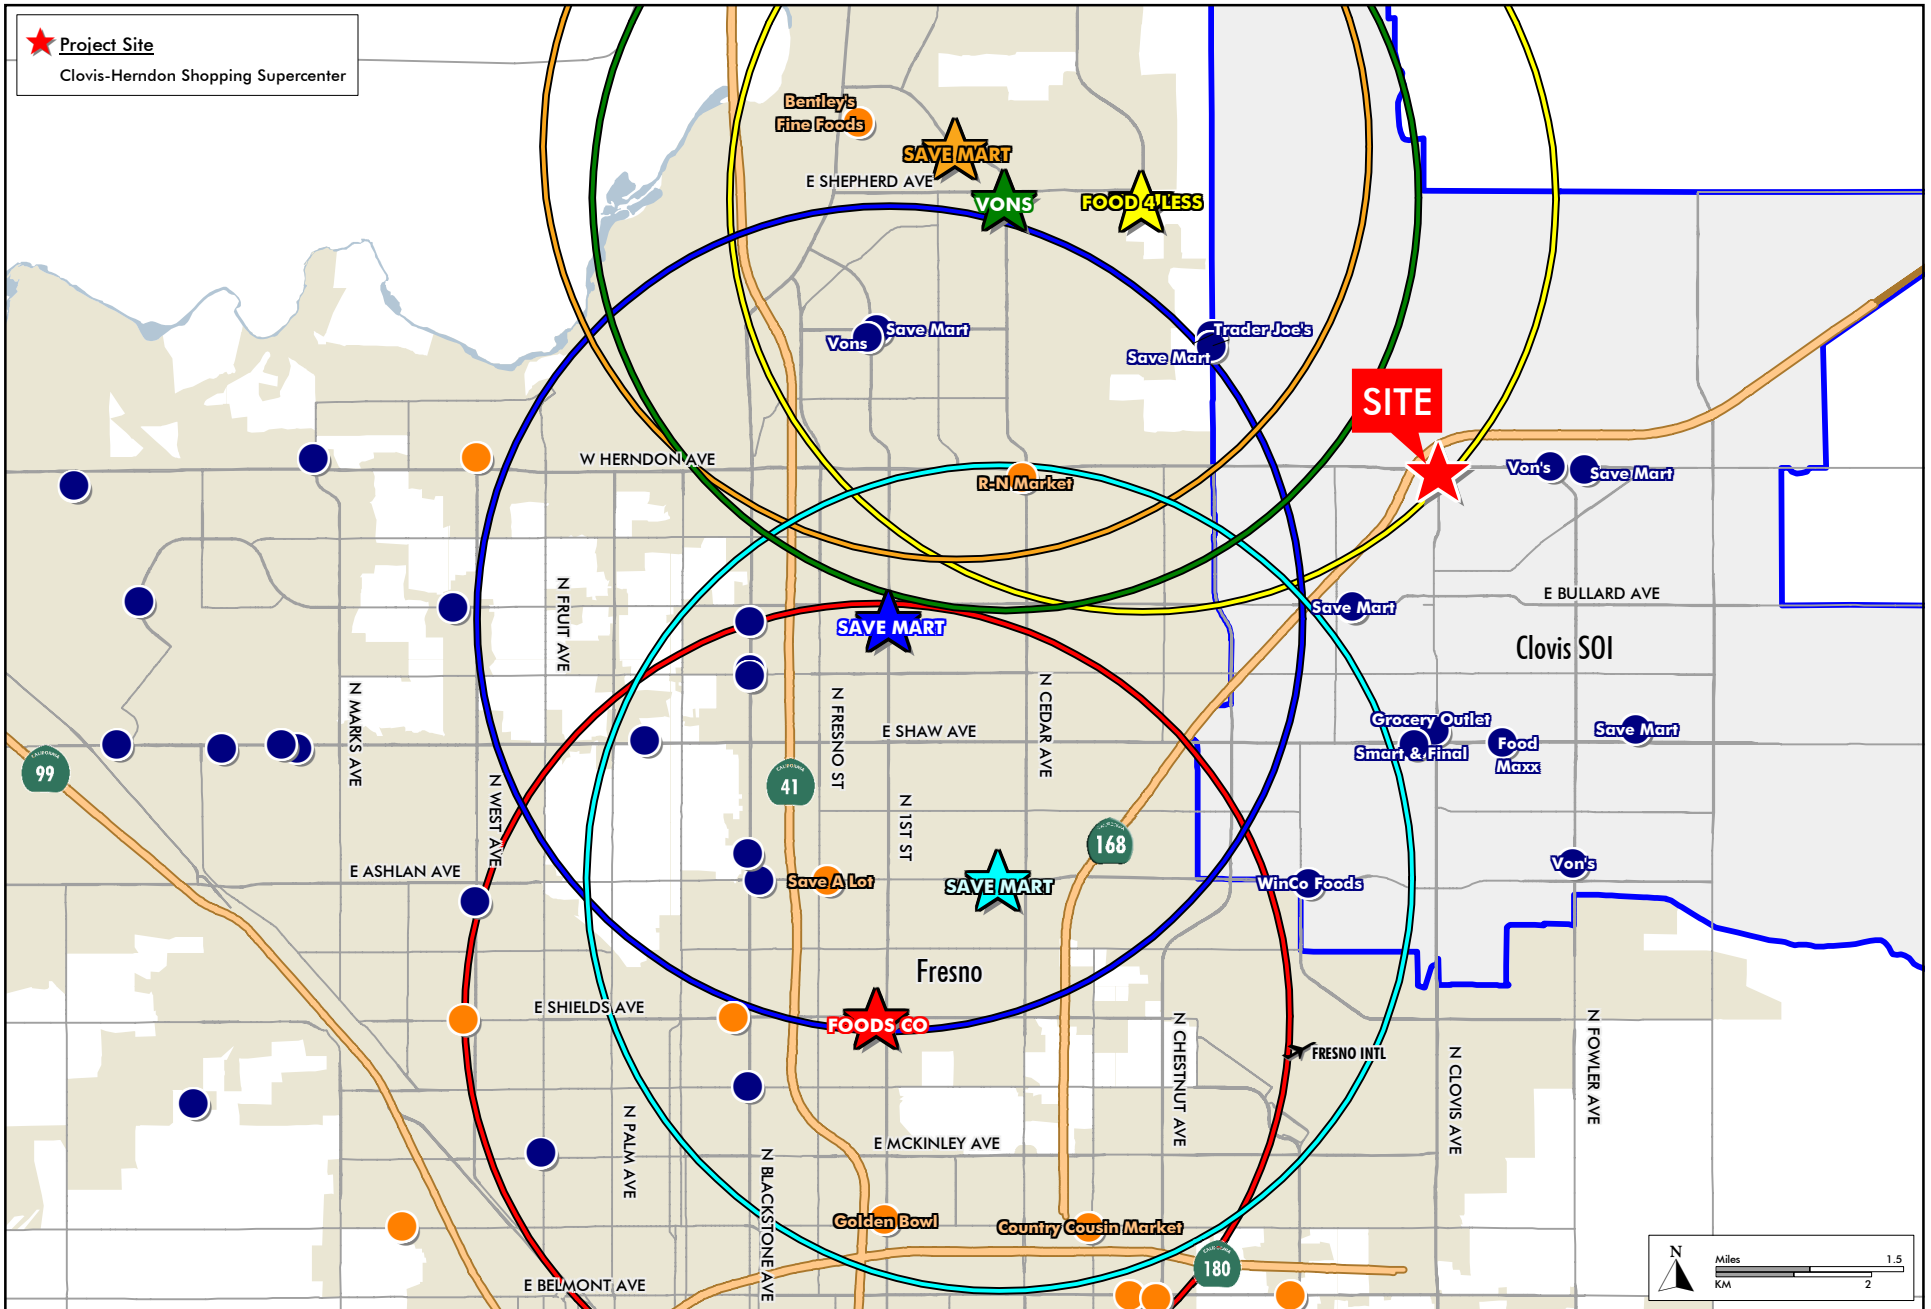 Project Site
Clovis-Herndon Shopping Supercenter
Bentley's
Fine Foods
SAVE MART
E SHEPHERD AVE
VONS
FOOD 4 LESS
Save Mart
Vons
Trader Joe's
Save Mart
SITE
W HERNDON AVE
R-N Market
Von's
Save Mart
E BULLARD AVE
Save Mart
N FRUIT AVE
SAVE MART
Clovis SOI
N MARKS AVE
N FRESNO ST
N CEDAR AVE
E SHAW AVE
Grocery Outlet
Smart & Final
Food
Maxx
Save Mart
CALIFORNIA
99
CALIFORNIA
41
N WEST AVE
N 1ST ST
CALIFORNIA
168
E ASHLAN AVE
Save A Lot
SAVE MART
WinCo Foods
Von's
Fresno
E SHIELDS AVE
FOODS CO
N CHESTNUT AVE
FRESNO INTL
N CLOVIS AVE
N FOWLER AVE
N PALM AVE
E MCKINLEY AVE
N BLACKSTONE AVE
Golden Bowl
Country Cousin Market
CALIFORNIA
180
E BELMONT AVE
N
Miles
1.5
KM
2